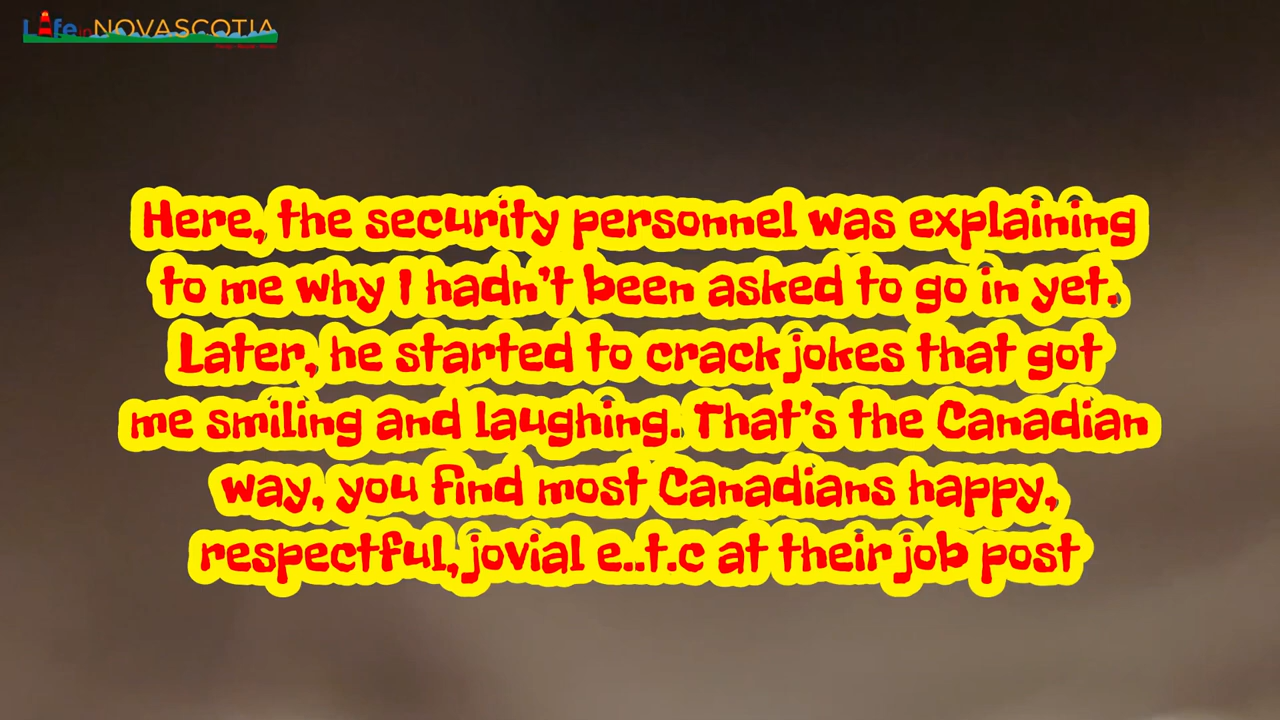 Life in NOVASCOTIA
Here, the security personnel was explaining
to me why I hadn't been asked to go in yet.
Later, he started to crack jokes that got
me smiling and laughing. That's the Canadian
way, you find most Canadians happy,
respectful, jovial e..t.c at their job post